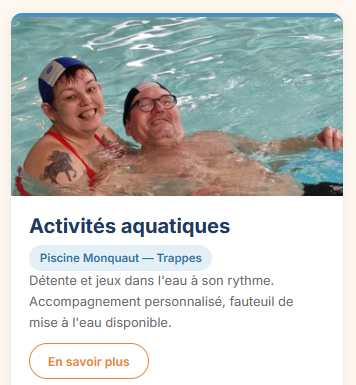 Activités aquatiques
Piscine Monquaut — Trappes
Détente et jeux dans l'eau à son rythme.
Accompagnement personnalisé, fauteuil de
mise à l'eau disponible.
En savoir plus